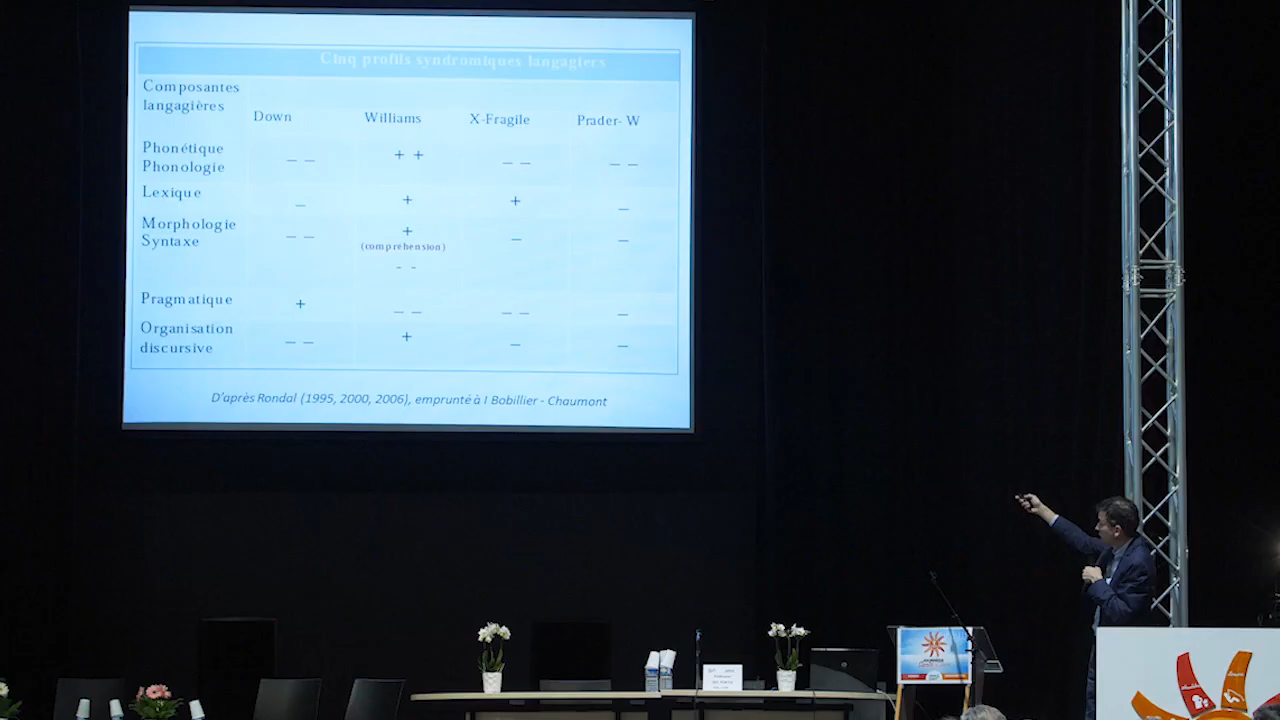 Cinq profils syndromiques langagiers
Composantes
langagières
Down Williams X-Fragile Prader- W
Phonétique
Phonologie
— — + + — — — —
Lexique
— + + —
Morphologie
Syntaxe
— — + — —
(compréhension)
- -
Pragmatique
+ — — — — —
Organisation
discursive
— — + — —
D'après Rondal (1995, 2000, 2006), emprunté à I Bobillier - Chaumont